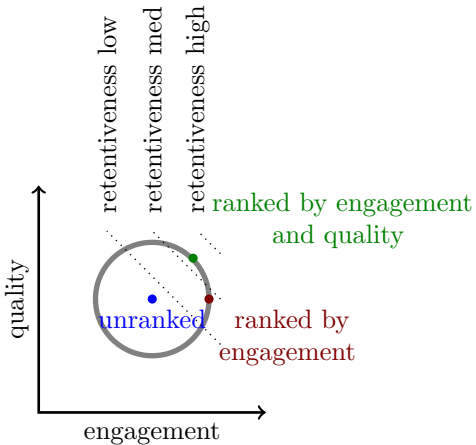 retentiveness low
retentiveness med
retentiveness high
ranked by engagement
and quality
quality
unranked
ranked by
engagement
engagement